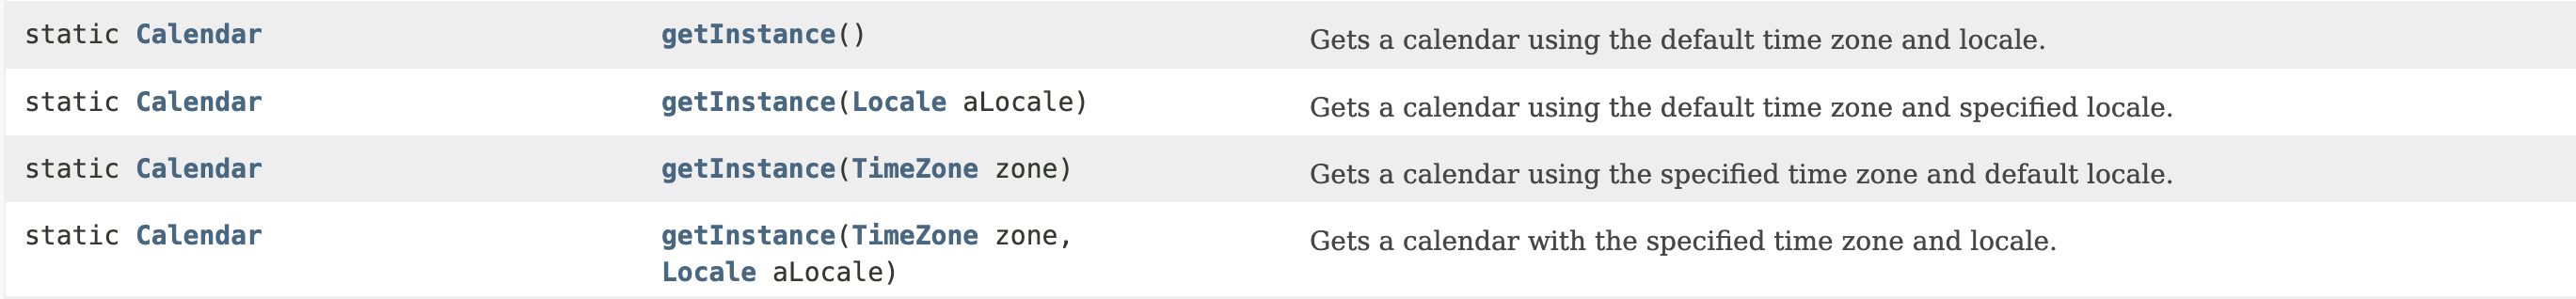 static Calendar getInstance() Gets a calendar using the default time zone and locale.
static Calendar getInstance(Locale aLocale) Gets a calendar using the default time zone and specified locale.
static Calendar getInstance(TimeZone zone) Gets a calendar using the specified time zone and default locale.
static Calendar getInstance(TimeZone zone, Gets a calendar with the specified time zone and locale.
Locale aLocale)